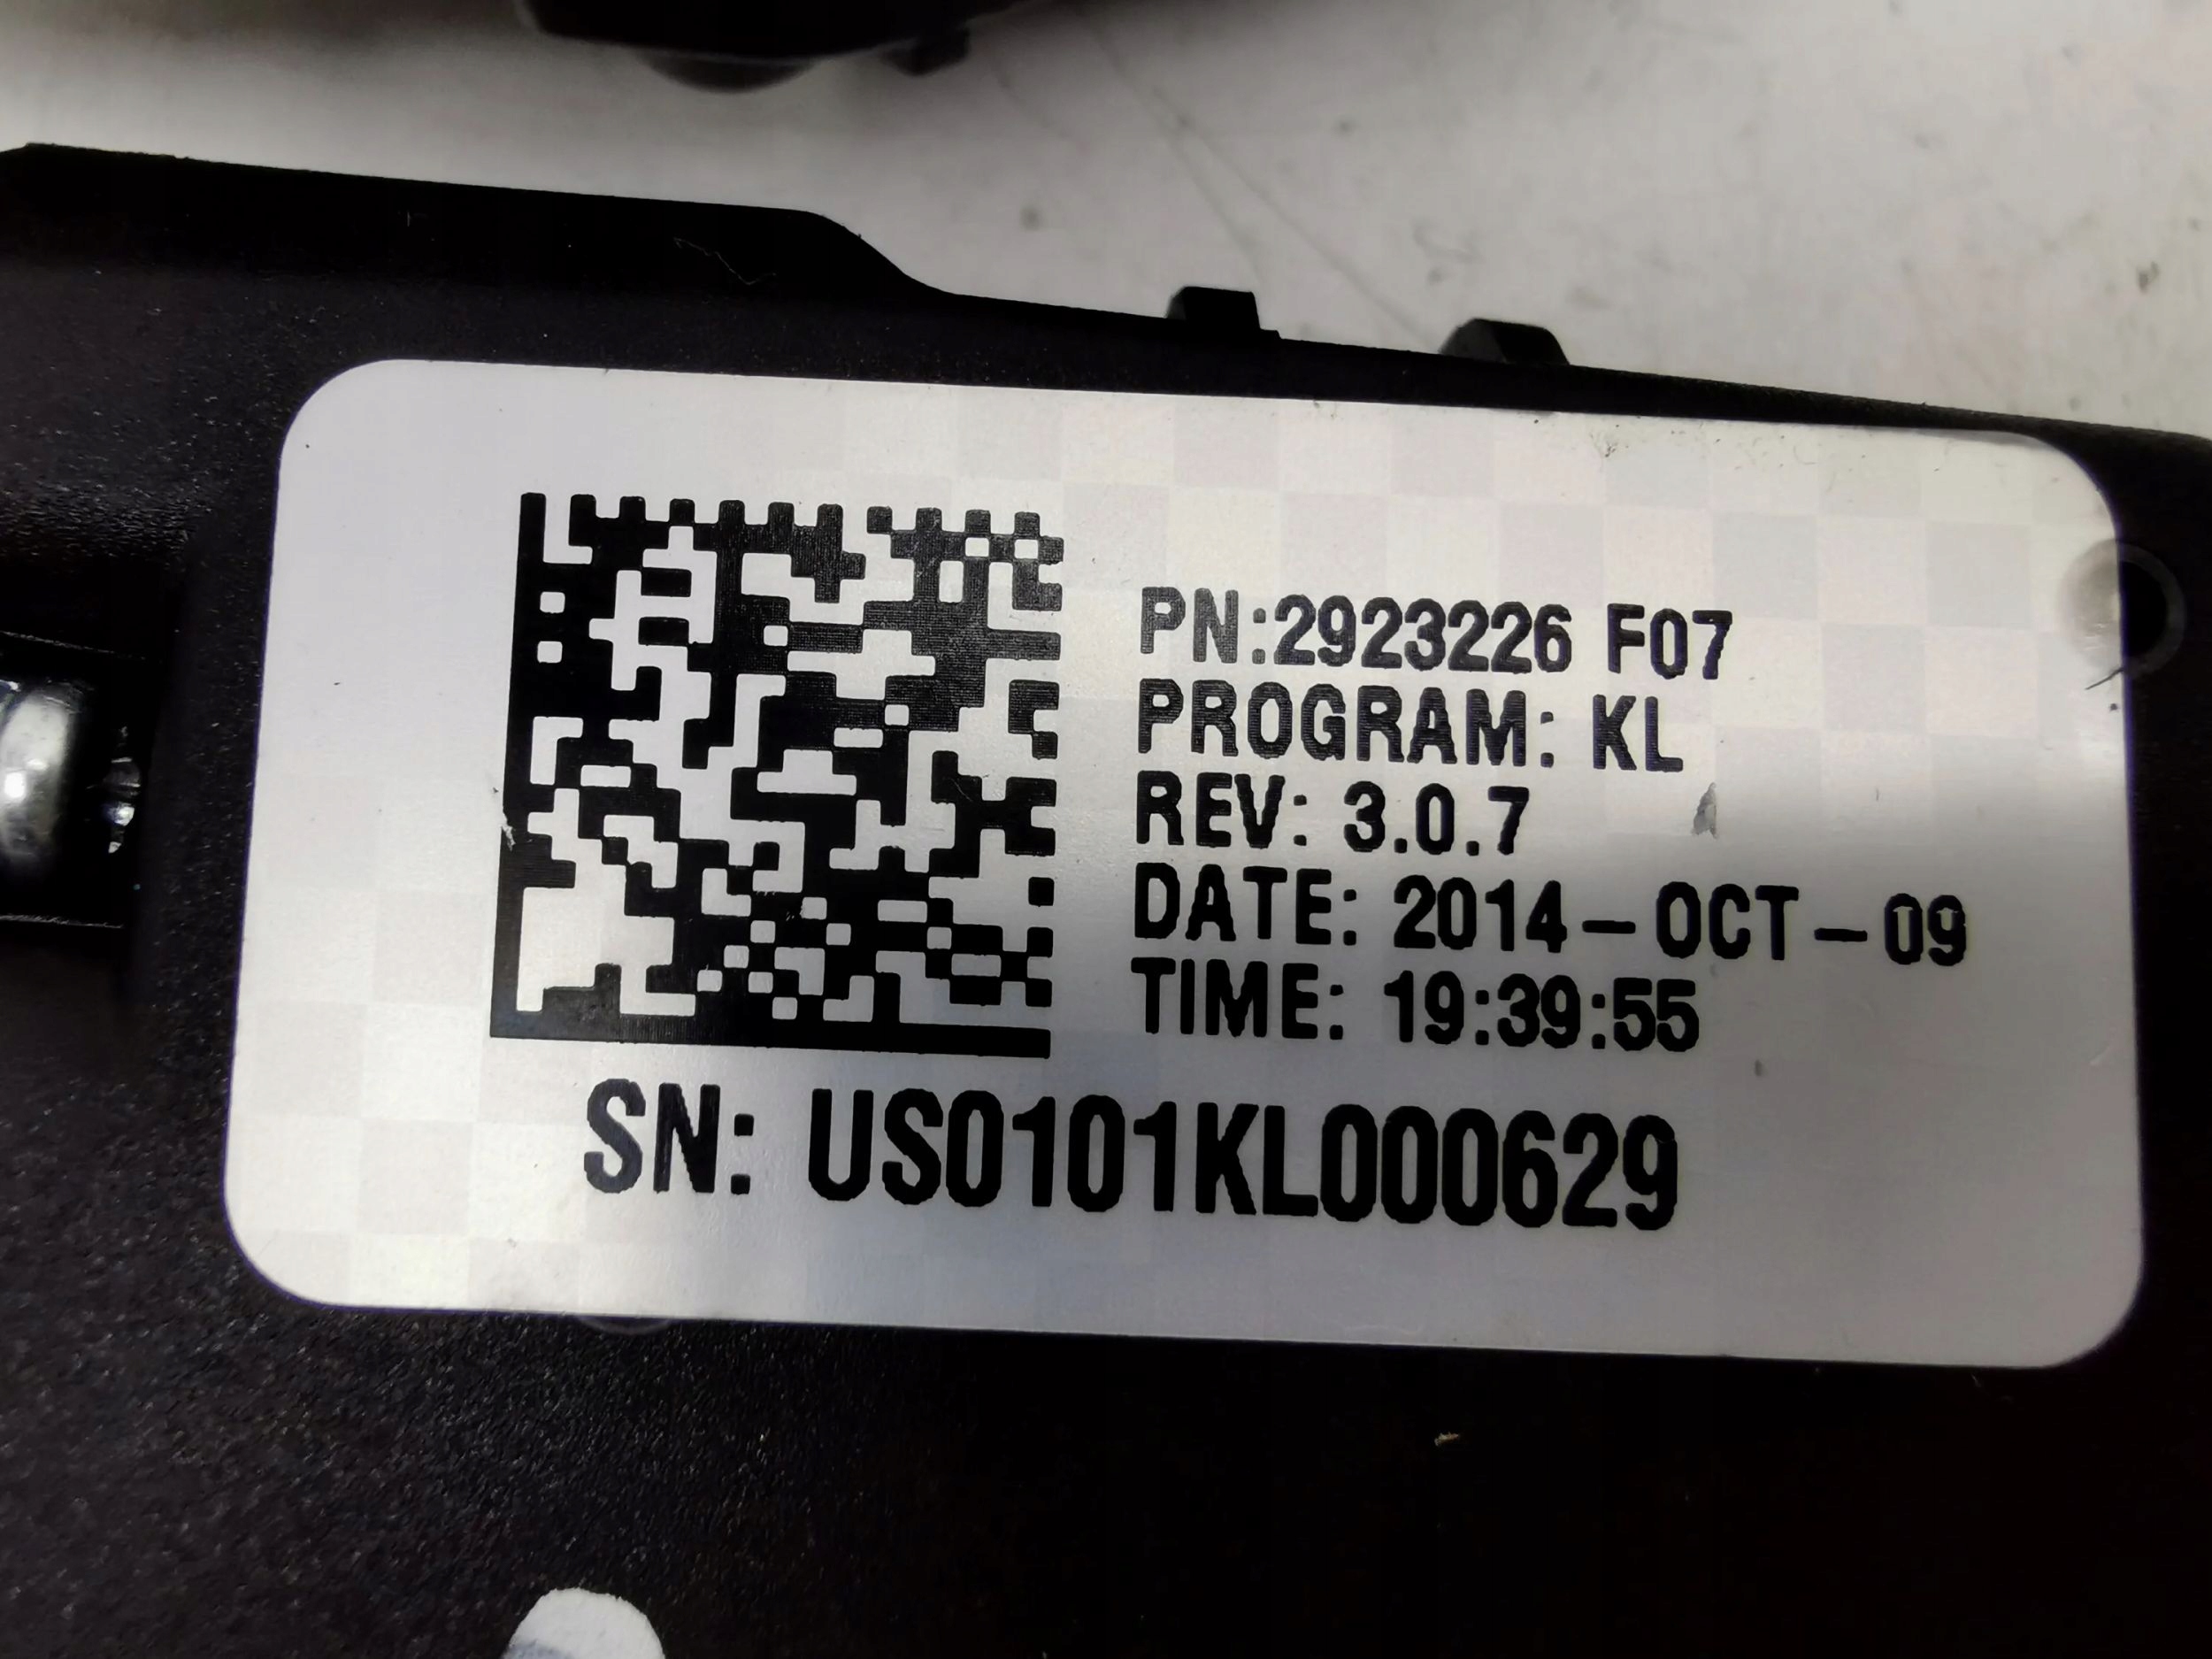 PN:2923226 F07
PROGRAM: KL
REV: 3.0.7
DATE: 2014-OCT-09
TIME: 19:39:55
SN: US0101KL000629